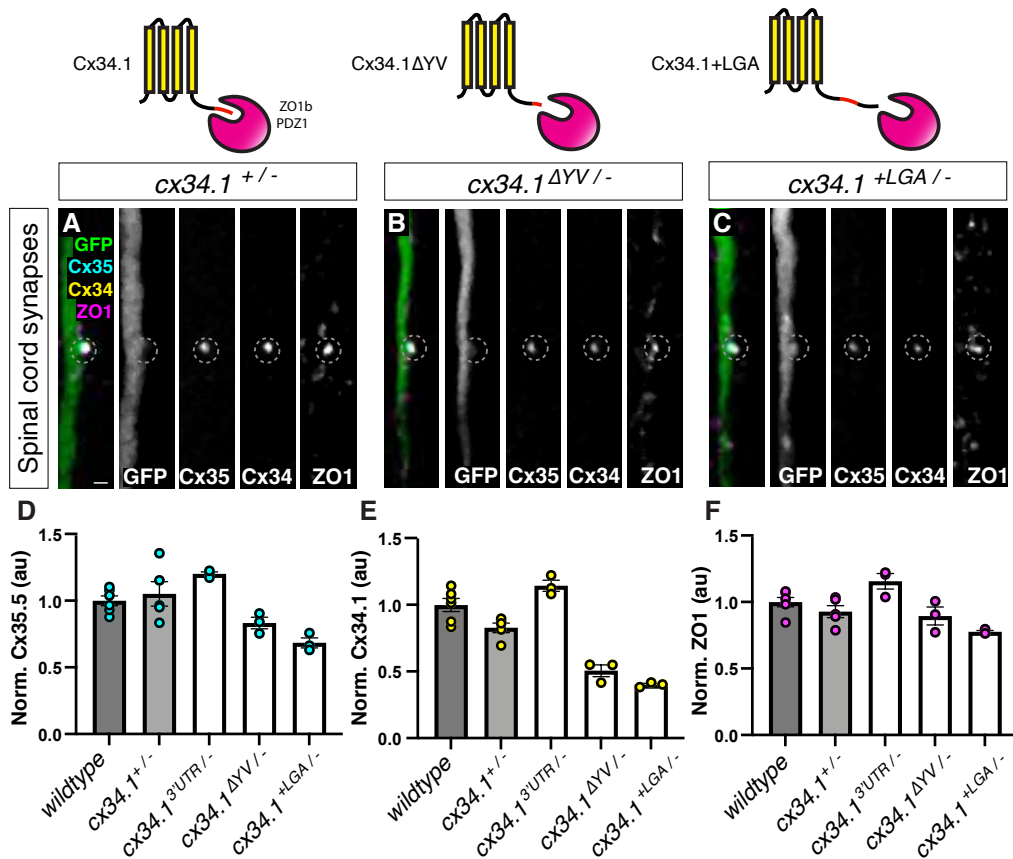 Cx34.1
ZO1b
PDZ1
Cx34.1ΔYV
Cx34.1+LGA
cx34.1 +/-
cx34.1 ΔYV/-
cx34.1 +LGA/-
Spinal cord synapses
A
GFP
Cx35
Cx34
ZO1
GFP Cx35 Cx34 ZO1
B
GFP Cx35 Cx34 ZO1
C
GFP Cx35 Cx34 ZO1
D
Norm. Cx35.5 (au)
1.5
1.0
0.5
0.0
wildtype
cx34.1 +/-
cx34.1 3'UTR/-
cx34.1 ΔYV/-
cx34.1 +LGA/-
E
Norm. Cx34.1 (au)
1.5
1.0
0.5
0.0
wildtype
cx34.1 +/-
cx34.1 3'UTR/-
cx34.1 ΔYV/-
cx34.1 +LGA/-
F
Norm. ZO1 (au)
1.5
1.0
0.5
0.0
wildtype
cx34.1 +/-
cx34.1 3'UTR/-
cx34.1 ΔYV/-
cx34.1 +LGA/-